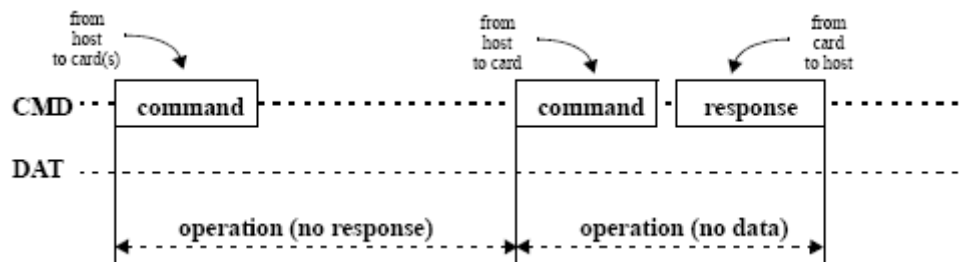 from
host
to card(s)
from
host
to card
from
card
to host
CMD
command
command
response
DAT
operation (no response)
operation (no data)